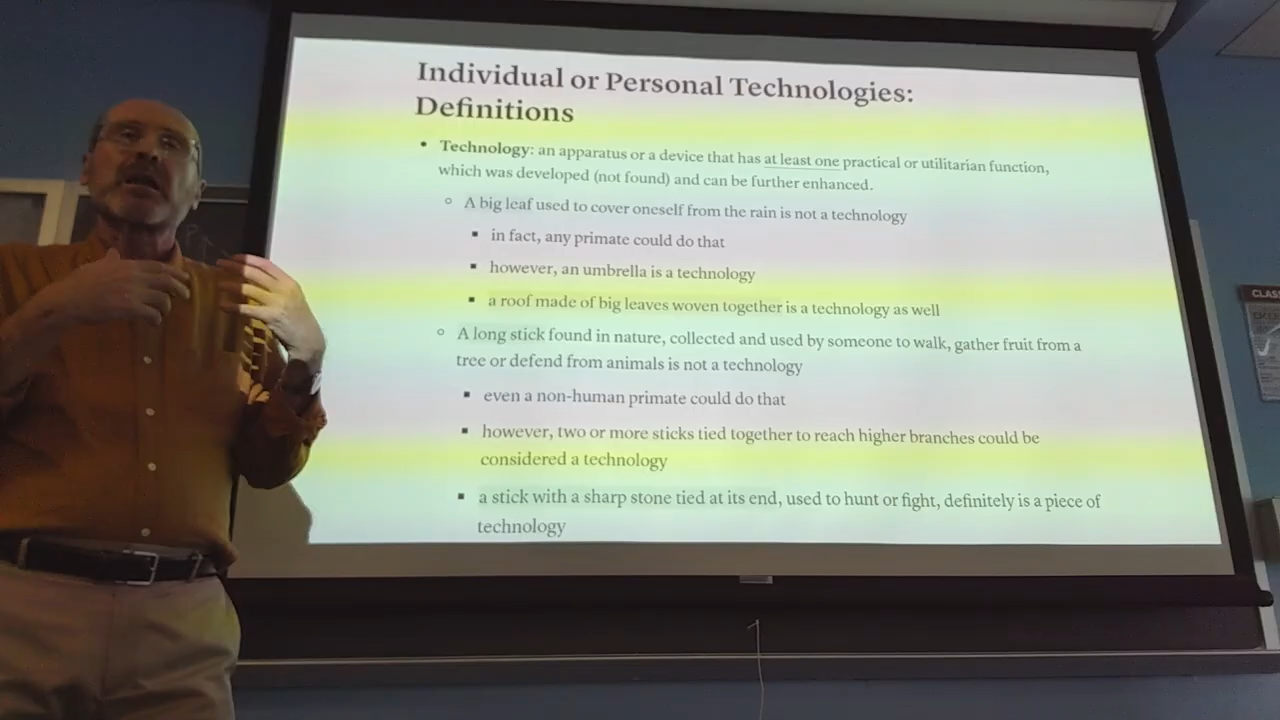 Individual or Personal Technologies:
Definitions
• Technology: an apparatus or a device that has at least one practical or utilitarian function,
which was developed (not found) and can be further enhanced.
○ A big leaf used to cover oneself from the rain is not a technology
▪ in fact, any primate could do that
▪ however, an umbrella is a technology
▪ a roof made of big leaves woven together is a technology as well
○ A long stick found in nature, collected and used by someone to walk, gather fruit from a
tree or defend from animals is not a technology
▪ even a non-human primate could do that
▪ however, two or more sticks tied together to reach higher branches could be
considered a technology
▪ a stick with a sharp stone tied at its end, used to hunt or fight, definitely is a piece of
technology
CLAS